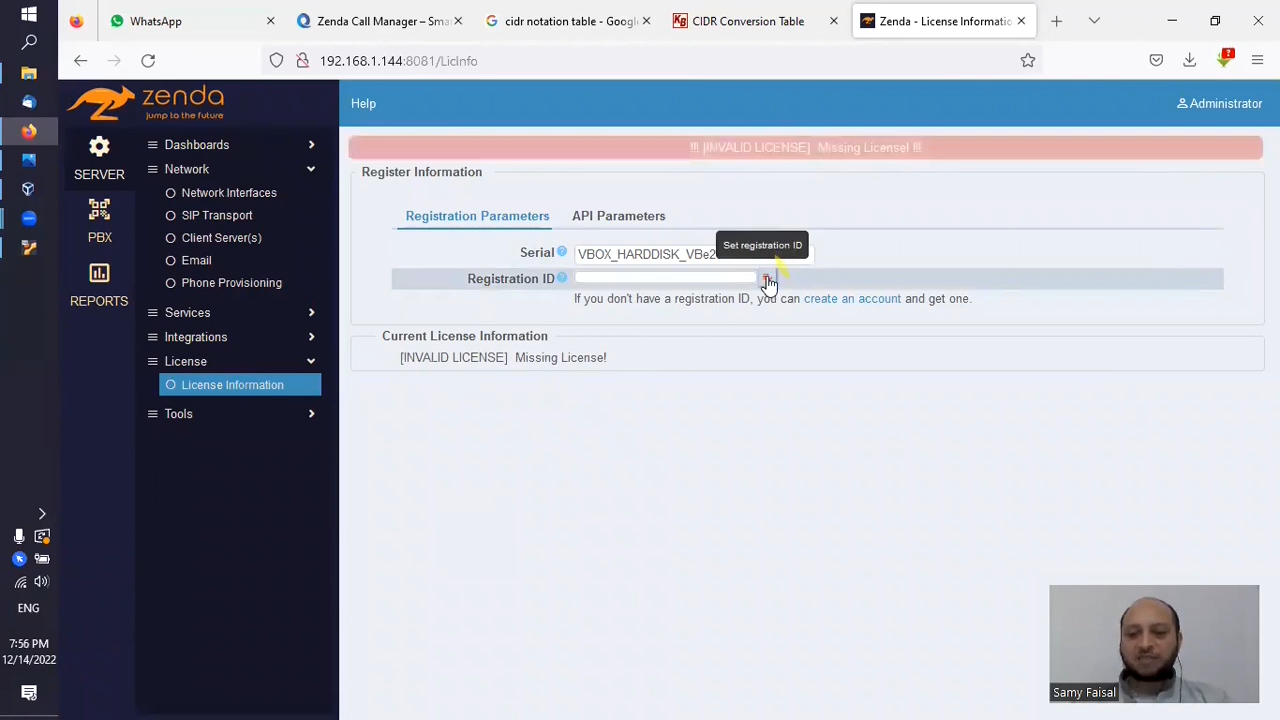 WhatsApp
Zenda Call Manager – Sma
cidr notation table - Googl
KB CIDR Conversion Table
Zenda - License Informatio
192.168.1.144:8081/LicInfo
zenda
jump to the future
Help
Administrator
SERVER
PBX
REPORTS
Dashboards
Network
Network Interfaces
SIP Transport
Client Server(s)
Email
Phone Provisioning
Services
Integrations
License
License Information
Tools
!!! [INVALID LICENSE] Missing License! !!!
Register Information
Registration Parameters API Parameters
Set registration ID
Serial VBOX_HARDDISK_VBe2
Registration ID
If you don't have a registration ID, you can create an account and get one.
Current License Information
[INVALID LICENSE] Missing License!
ENG
7:56 PM
12/14/2022
Samy Faisal